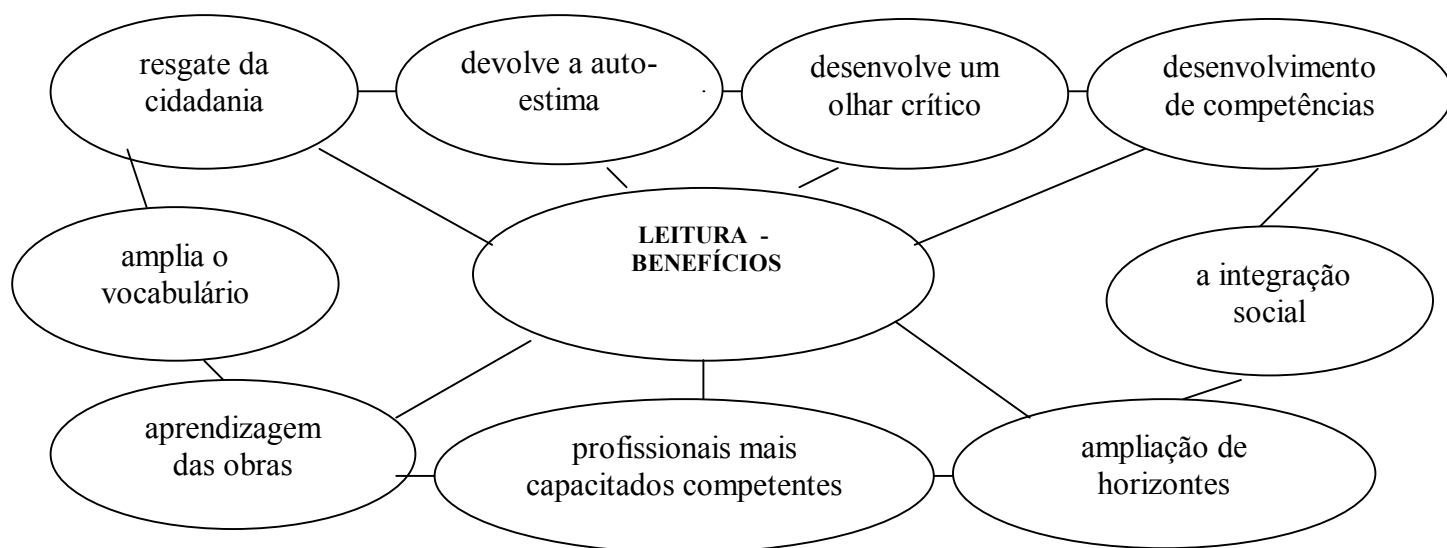 resgate da
cidadania
devolve a auto-
estima
desenvolve um
olhar crítico
desenvolvimento
de competências
LEITURA -
BENEFÍCIOS
amplia o
vocabulário
a integração
social
aprendizagem
das obras
profissionais mais
capacitados competentes
ampliação de
horizontes